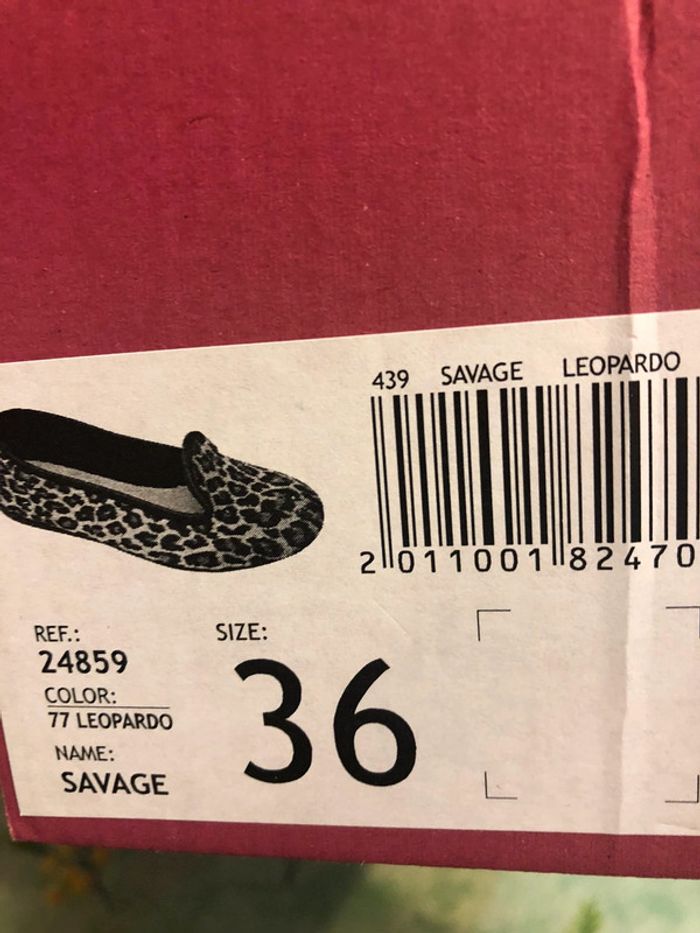 439 SAVAGE LEOPARDO
2 011001 82470
REF.:
24859
COLOR:
77 LEOPARDO
NAME:
SAVAGE
SIZE:
36